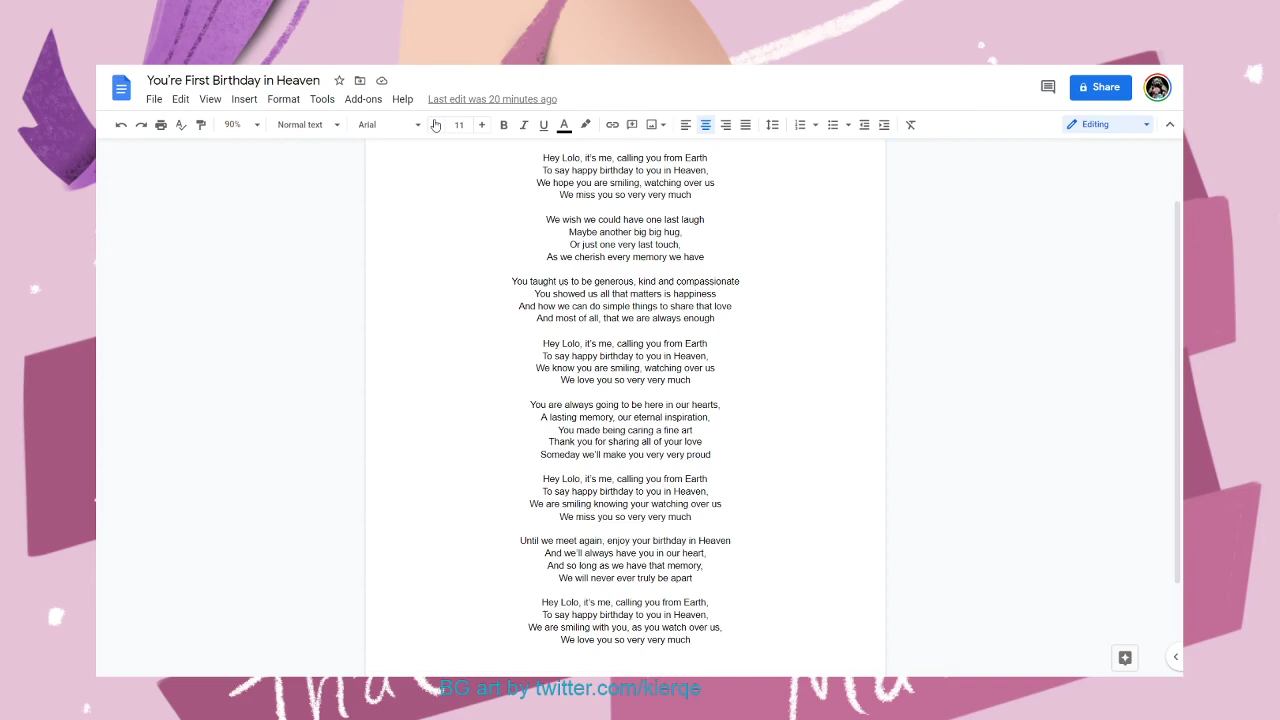 You're First Birthday in Heaven
File Edit View Insert Format Tools Add-ons Help Last edit was 20 minutes ago
Share
90% Normal text Arial 11 Editing
Hey Lolo, it's me, calling you from Earth
To say happy birthday to you in Heaven,
We hope you are smiling, watching over us
We miss you so very very much
We wish we could have one last laugh
Maybe another big big hug,
Or just one very last touch,
As we cherish every memory we have
You taught us to be generous, kind and compassionate
You showed us all that matters is happiness
And how we can do simple things to share that love
And most of all, that we are always enough
Hey Lolo, it's me, calling you from Earth
To say happy birthday to you in Heaven,
We know you are smiling, watching over us
We love you so very very much
You are always going to be here in our hearts,
A lasting memory, our eternal inspiration,
You made being caring a fine art
Thank you for sharing all of your love
Someday we'll make you very very proud
Hey Lolo, it's me, calling you from Earth
To say happy birthday to you in Heaven,
We are smiling knowing your watching over us
We miss you so very very much
Until we meet again, enjoy your birthday in Heaven
And we'll always have you in our heart,
And so long as we have that memory,
We will never ever truly be apart
Hey Lolo, it's me, calling you from Earth,
To say happy birthday to you in Heaven,
We are smiling with you, as you watch over us,
We love you so very very much
BG art by twitter.com/kierqe